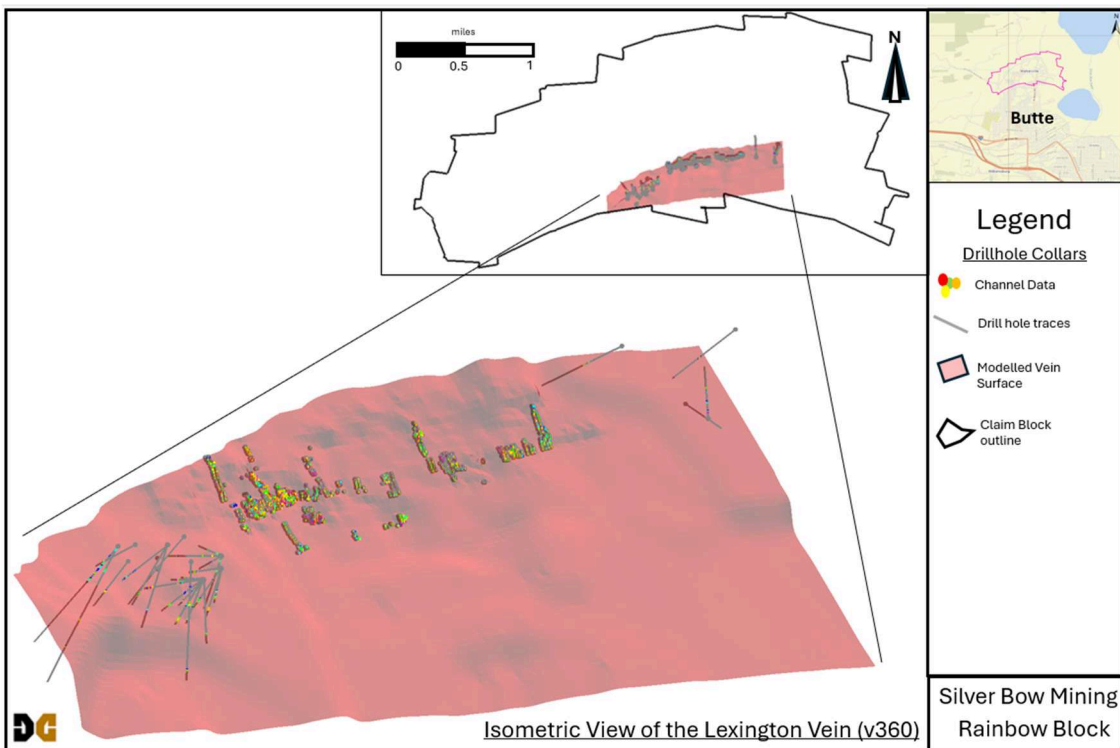 miles
0 0.5 1
N
N
Butte
Legend
Drillhole Collars
Channel Data
Drill hole traces
Modelled Vein
Surface
Claim Block
outline
DG
Isometric View of the Lexington Vein (v360)
Silver Bow Mining
Rainbow Block